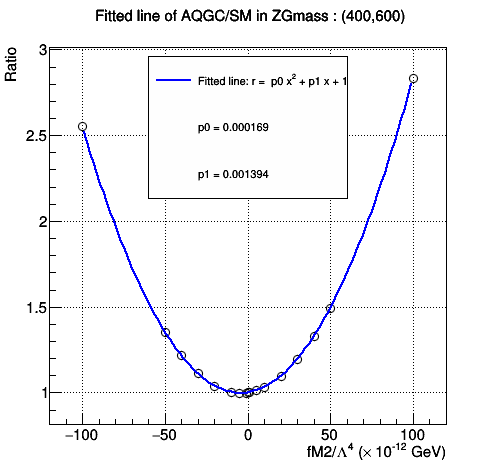 Fitted line of AQGC/SM in ZGmass : (400,600)
Ratio
3
2.5
2
1.5
1
Fitted line: r = p0 x² + p1 x + 1
p0 = 0.000169
p1 = 0.001394
−100 −50 0 50 100
fM2/Λ⁴ (× 10⁻¹² GeV)